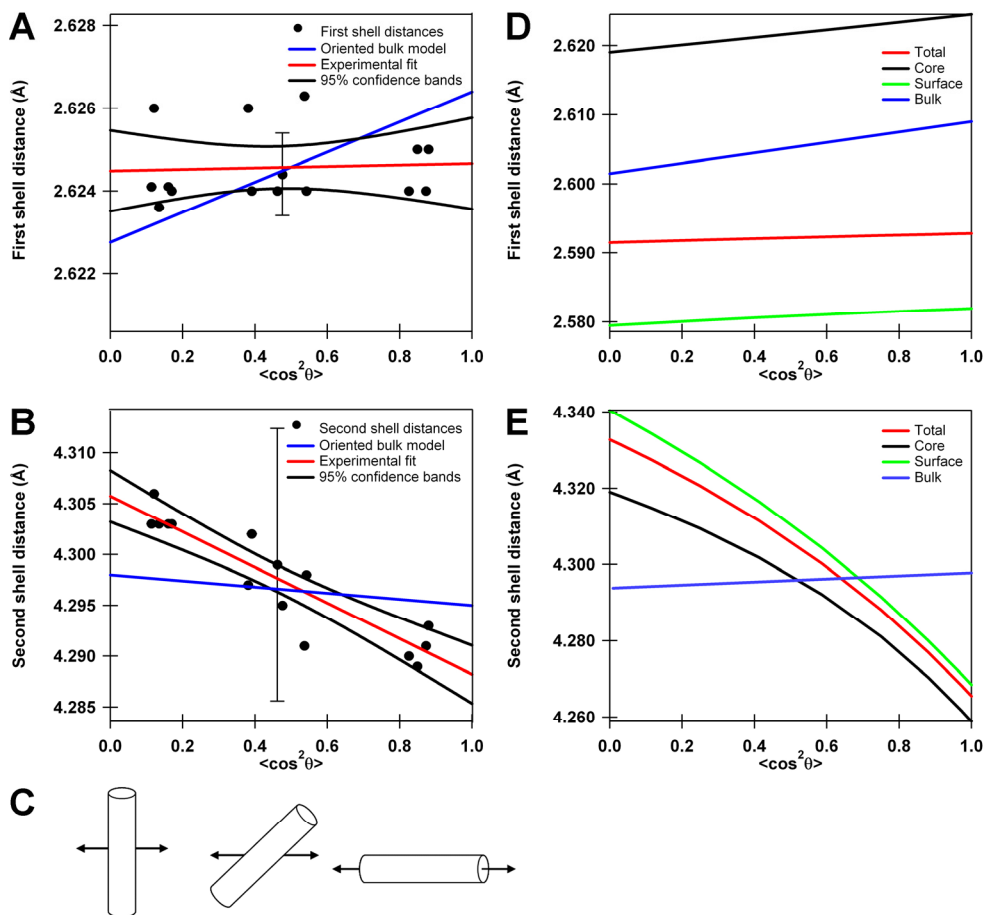 A
2.628
2.626
2.624
2.622
First shell distance (Å)
0.0 0.2 0.4 0.6 0.8 1.0
<cos²θ>
First shell distances
Oriented bulk model
Experimental fit
95% confidence bands
D
2.620
2.610
2.600
2.590
2.580
First shell distance (Å)
0.0 0.2 0.4 0.6 0.8 1.0
<cos²θ>
Total
Core
Surface
Bulk
B
4.310
4.305
4.300
4.295
4.290
4.285
Second shell distance (Å)
0.0 0.2 0.4 0.6 0.8 1.0
<cos²θ>
Second shell distances
Oriented bulk model
Experimental fit
95% confidence bands
E
4.340
4.320
4.300
4.280
4.260
Second shell distance (Å)
0.0 0.2 0.4 0.6 0.8 1.0
<cos²θ>
Total
Core
Surface
Bulk
C